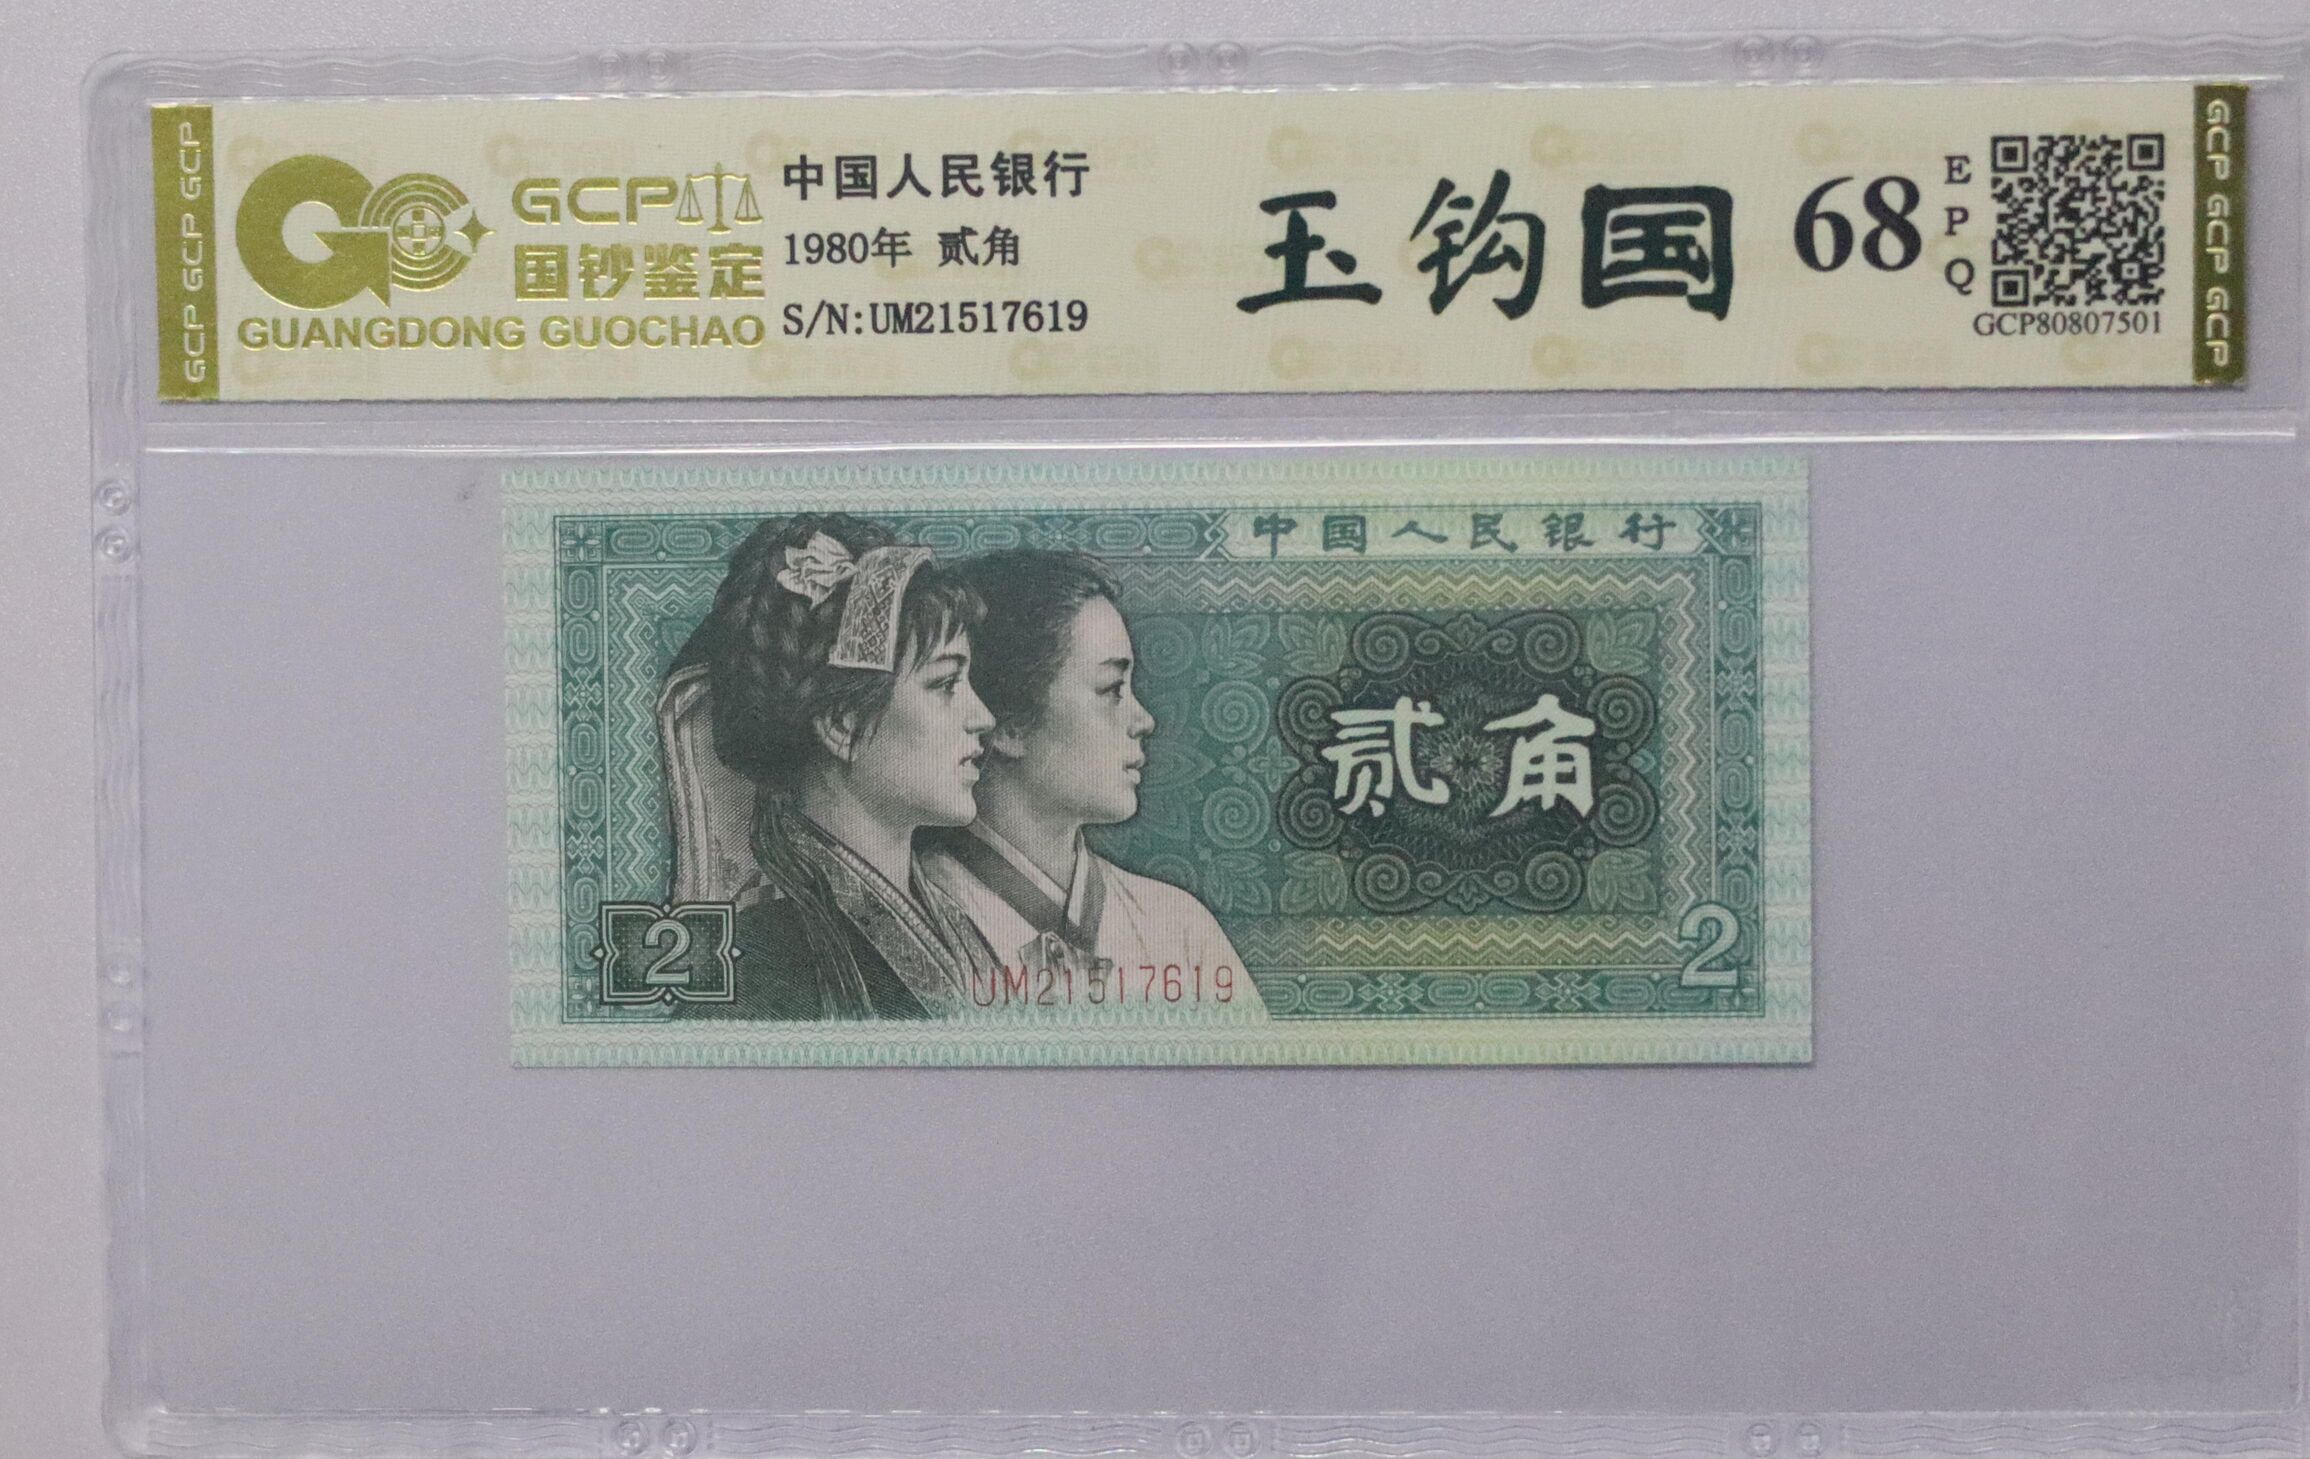 GCP GCP GCP
GCP
国钞鉴定
GUANGDONG GUOCHAO
中国人民银行
1980年 贰角
S/N:UM21517619
玉钩国
68
EPQ
GCP80807501
GCP GCP GCP
中国人民银行
贰角
2
2
UM21517619